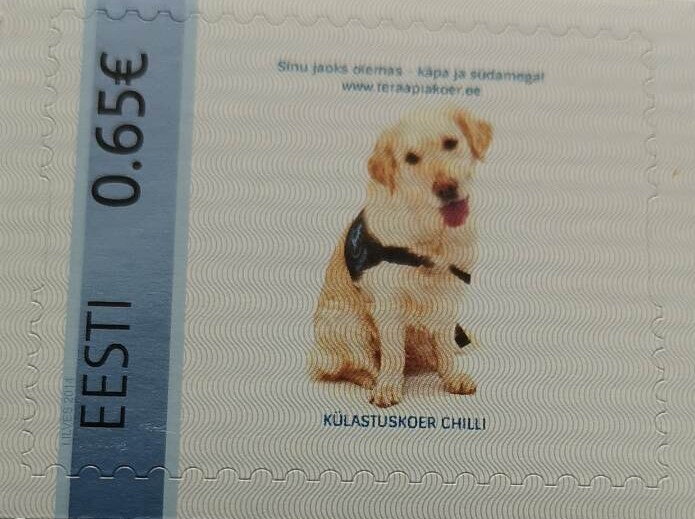 Sinu jaoks olemas - käpa ja südamega!
www.teraapiakoer.ee
EESTI 0.65€
KÜLASTUSKOER CHILLI